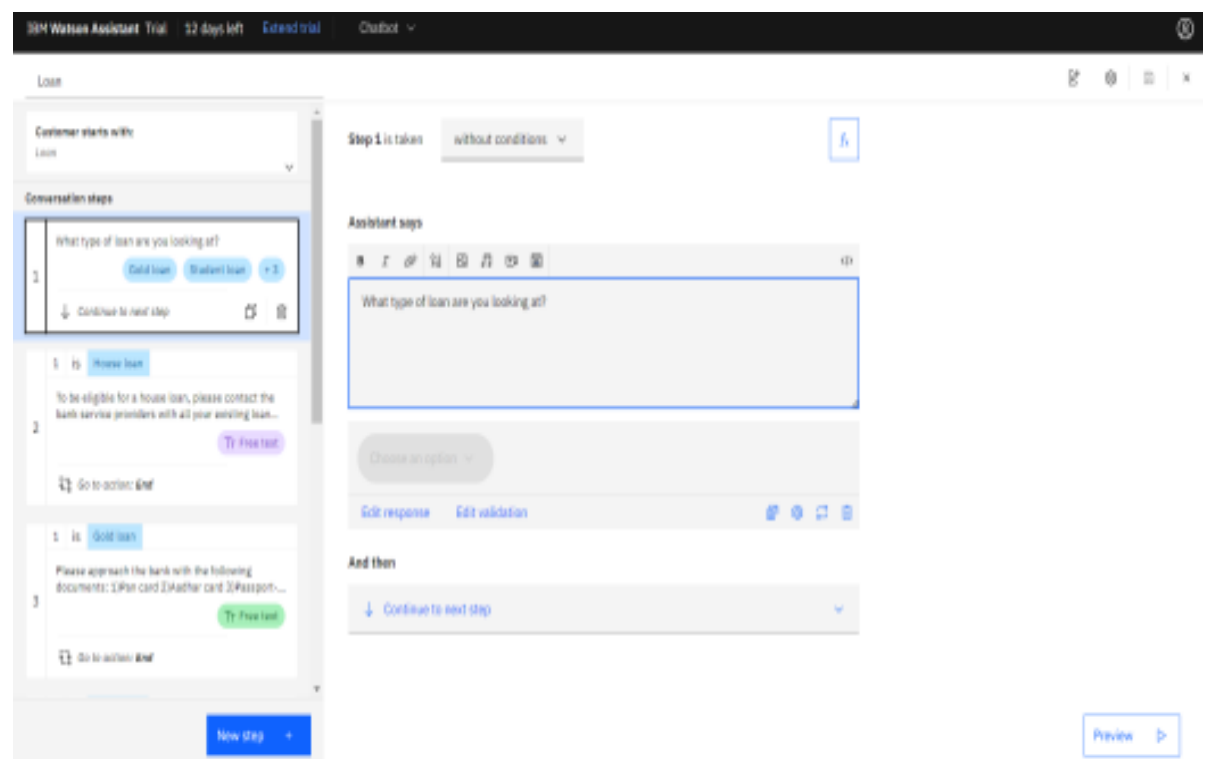 IBM Watson Assistant Trial 12 days left Extend trial Chatbot
Loan
Customer starts with:
Loan
Conversation steps
1
What type of loan are you looking at?
Gold loan Student loan + 1
Continue to next step
2
1 is House loan
To be eligible for a house loan, please contact the
bank service providers with all your existing loan...
Free text
Go to action: End
3
1 is Gold loan
Please approach the bank with the following
documents: 1)Pan card 2)Aadhar card 3)Passport-...
Free text
Go to action: End
New step +
Step 1 is taken without conditions
fx
Assistant says
B I
What type of loan are you looking at?
Choose an option
Edit response Edit validation
And then
Continue to next step
Preview